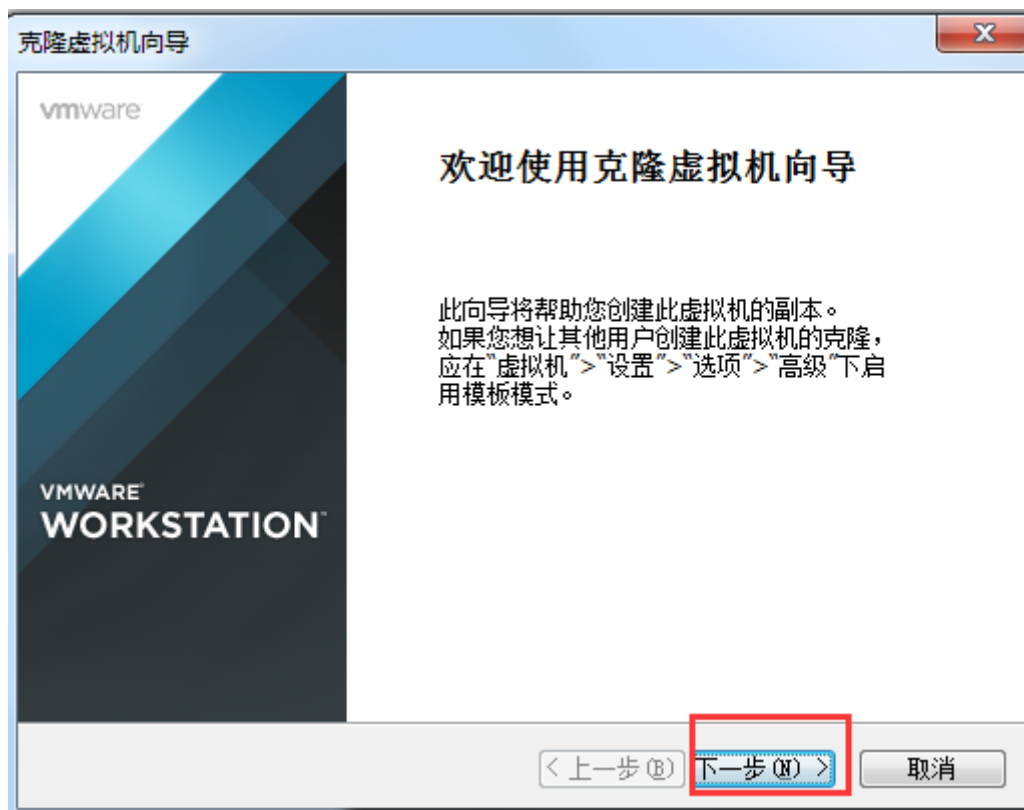 克隆虚拟机向导
x
vmware
欢迎使用克隆虚拟机向导
此向导将帮助您创建此虚拟机的副本。
如果您想让其他用户创建此虚拟机的克隆，
应在"虚拟机">"设置">"选项">"高级"下启
用模板模式。
VMWARE®
WORKSTATION™
< 上一步(B)
下一步(N) >
取消